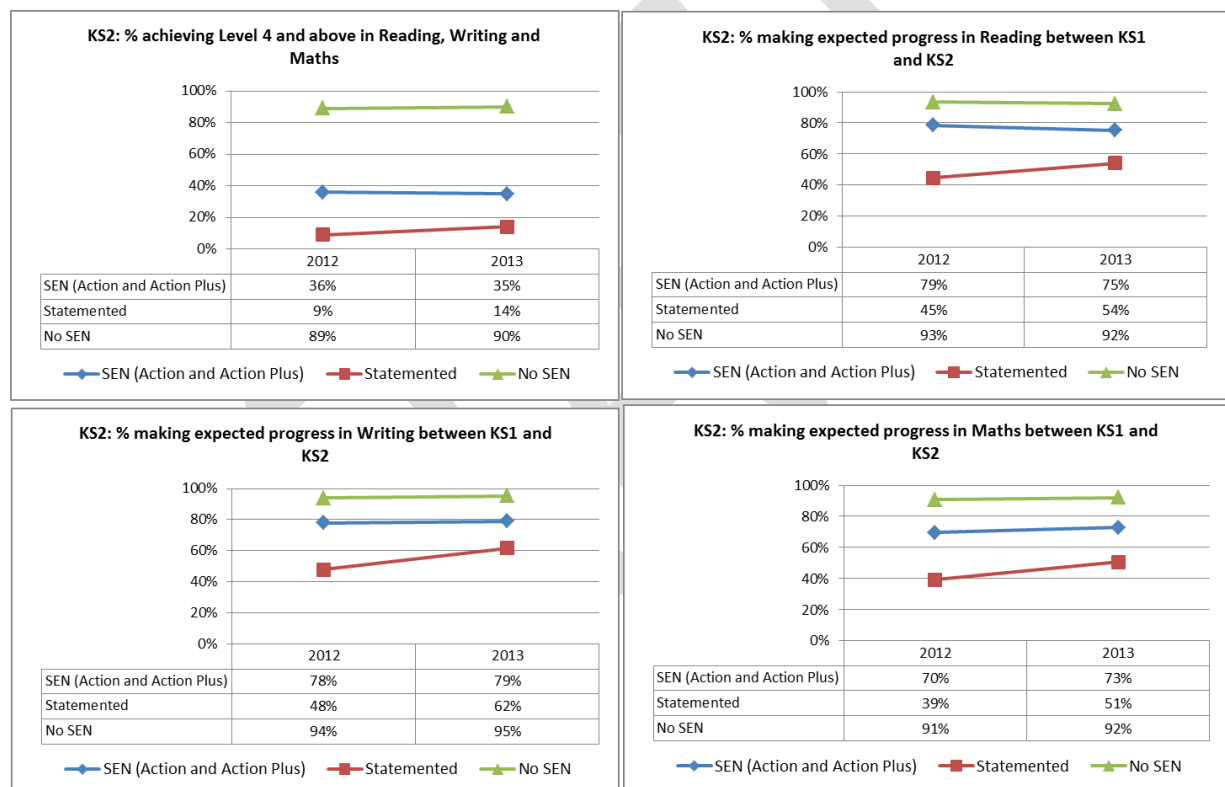 KS2: % achieving Level 4 and above in Reading, Writing and
Maths
100%
80%
60%
40%
20%
0%
2012 2013
SEN (Action and Action Plus) 36% 35%
Statemented 9% 14%
No SEN 89% 90%
SEN (Action and Action Plus) Statemented No SEN
KS2: % making expected progress in Reading between KS1
and KS2
100%
80%
60%
40%
20%
0%
2012 2013
SEN (Action and Action Plus) 79% 75%
Statemented 45% 54%
No SEN 93% 92%
SEN (Action and Action Plus) Statemented No SEN
KS2: % making expected progress in Writing between KS1 and
KS2
100%
80%
60%
40%
20%
0%
2012 2013
SEN (Action and Action Plus) 78% 79%
Statemented 48% 62%
No SEN 94% 95%
SEN (Action and Action Plus) Statemented No SEN
KS2: % making expected progress in Maths between KS1 and
KS2
100%
80%
60%
40%
20%
0%
2012 2013
SEN (Action and Action Plus) 70% 73%
Statemented 39% 51%
No SEN 91% 92%
SEN (Action and Action Plus) Statemented No SEN